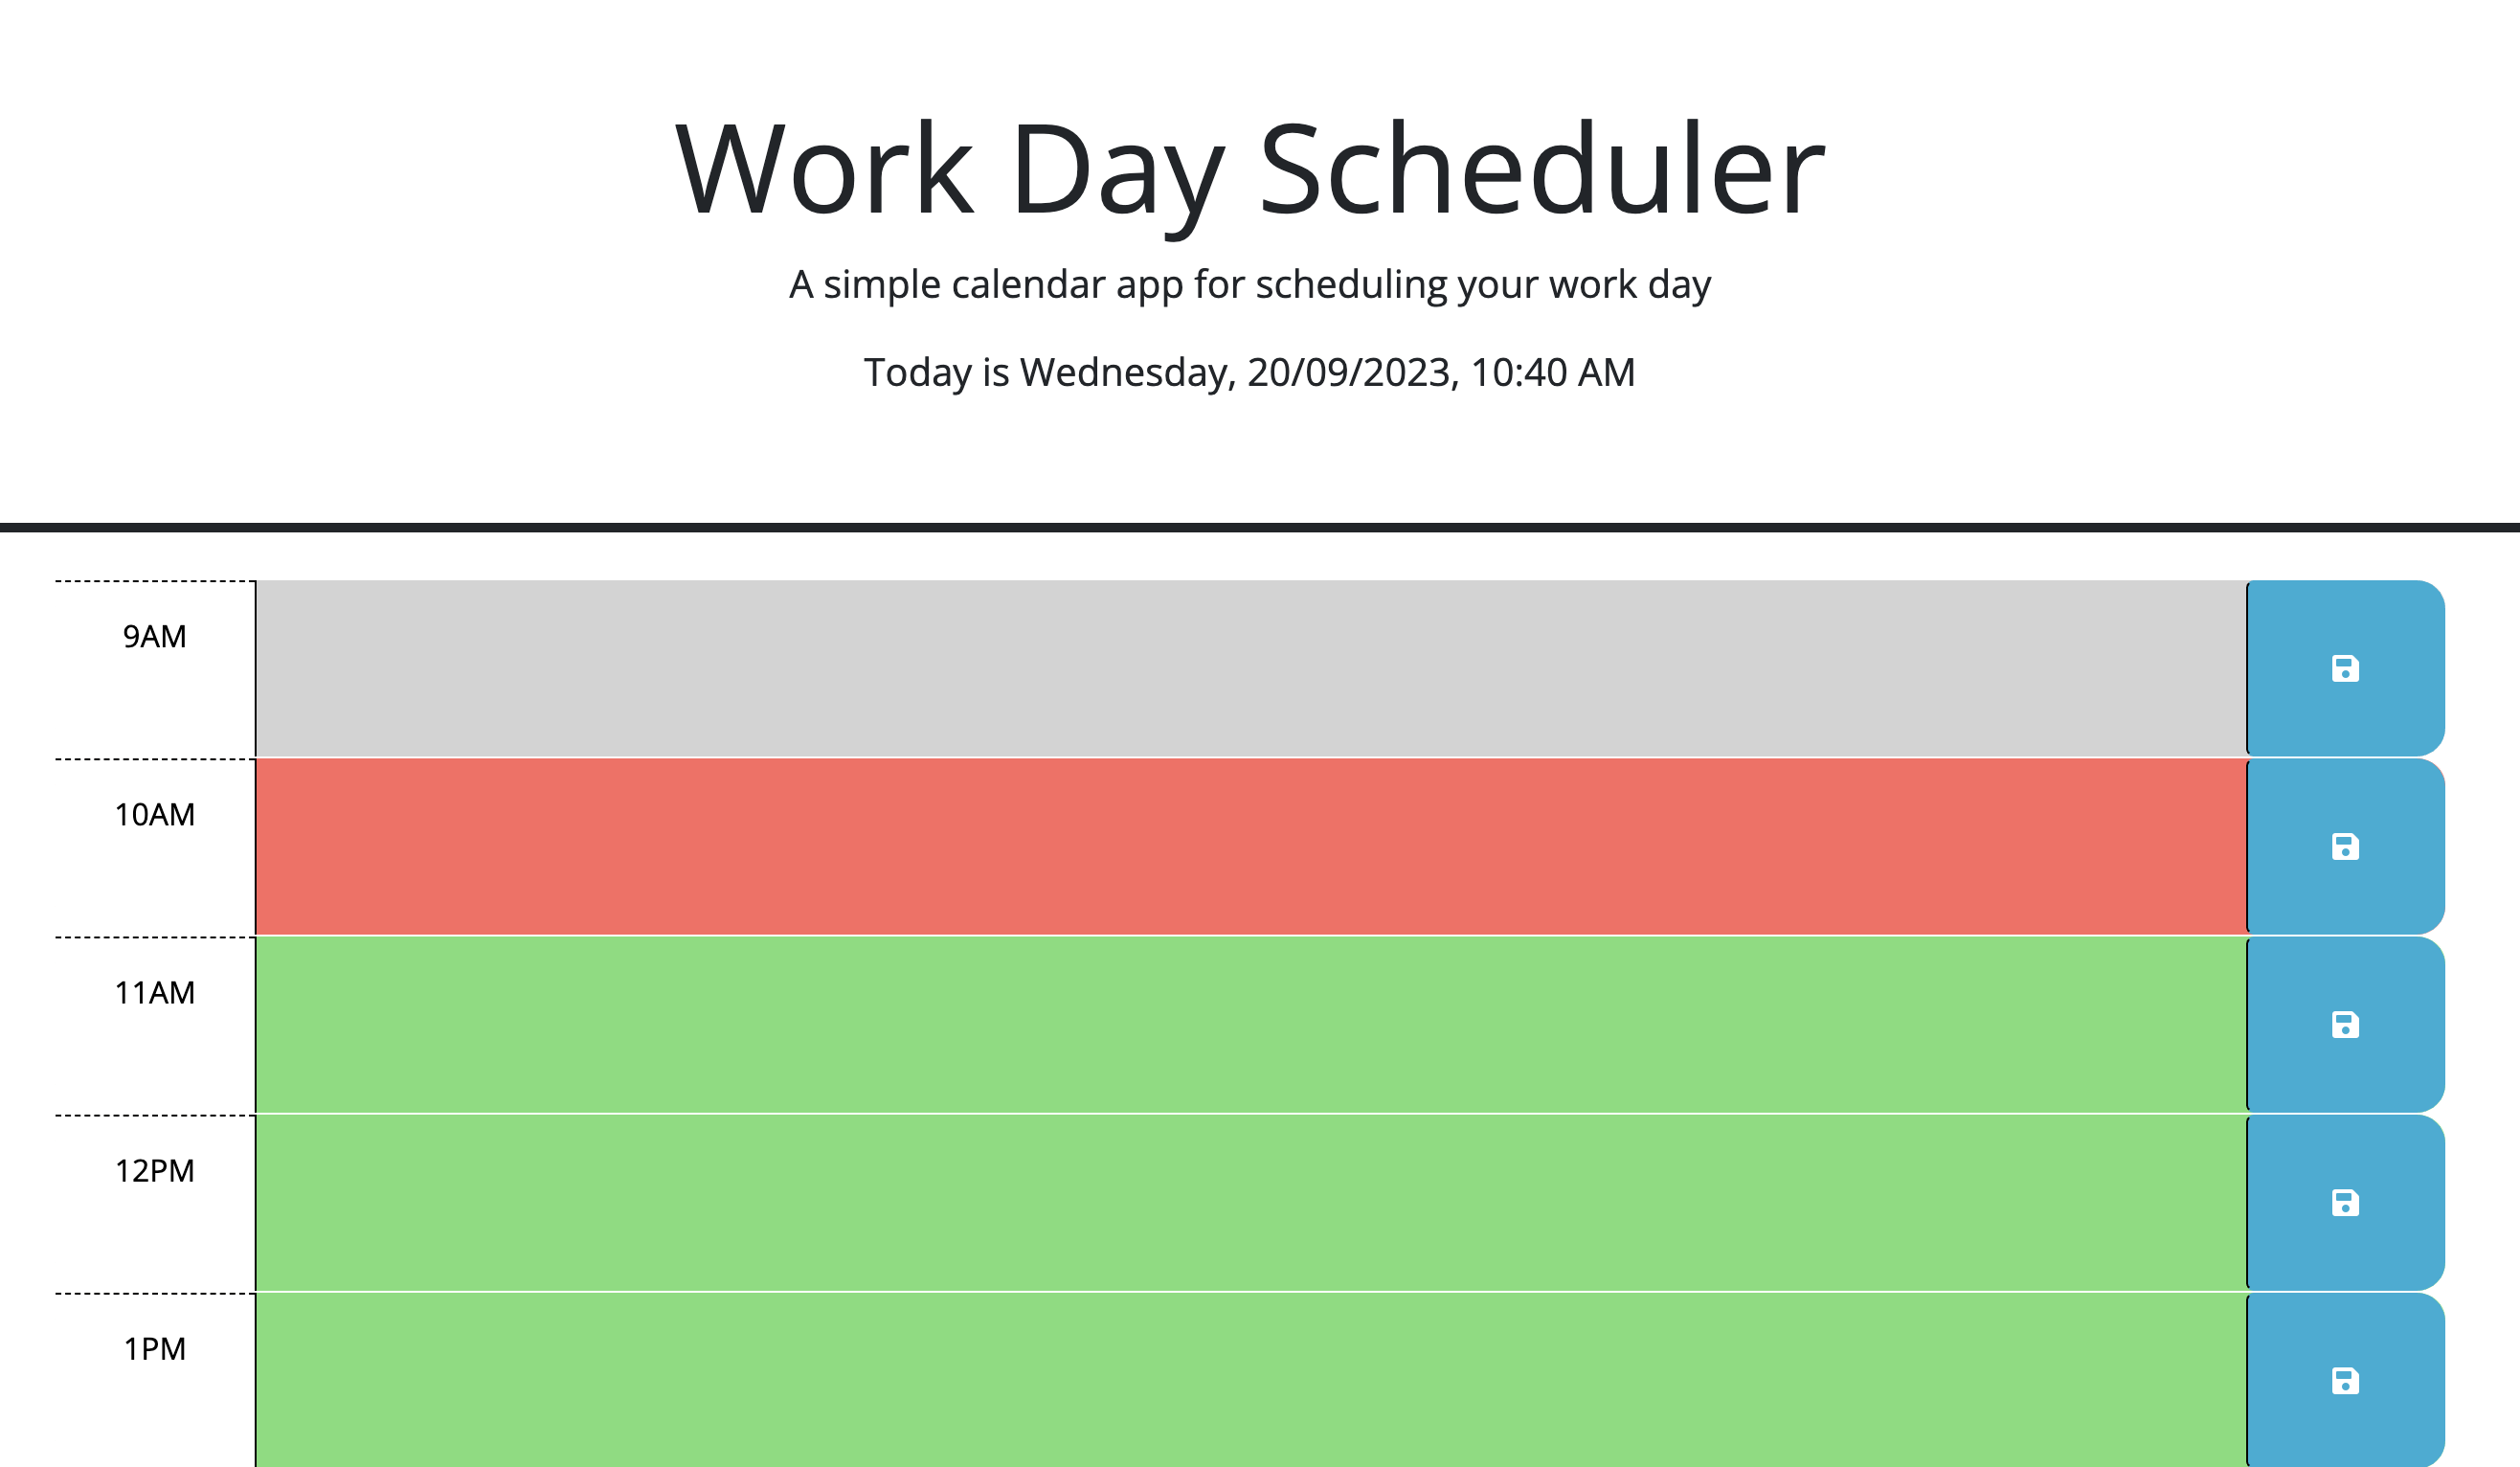 Work Day Scheduler
A simple calendar app for scheduling your work day
Today is Wednesday, 20/09/2023, 10:40 AM
9AM
10AM
11AM
12PM
1PM